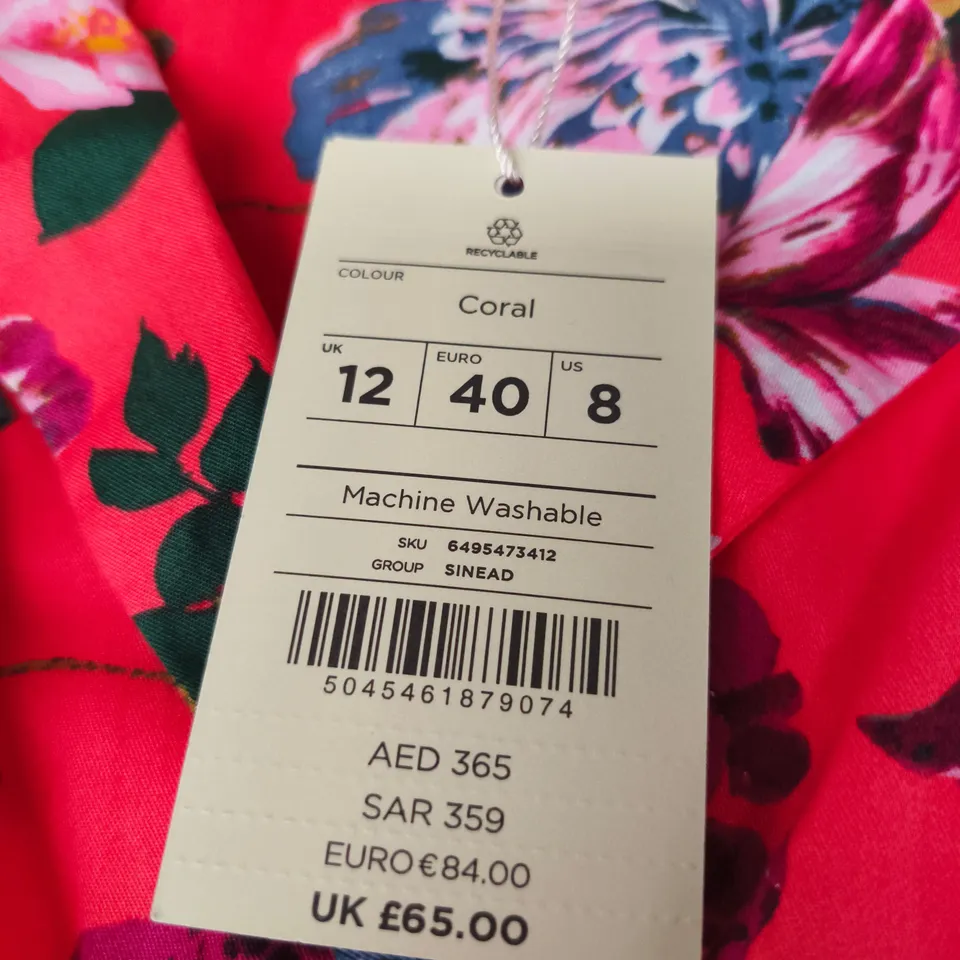 RECYCLABLE
COLOUR
Coral
UK EURO US
12 40 8
Machine Washable
SKU 6495473412
GROUP SINEAD
5045461879074
AED 365
SAR 359
EURO €84.00
UK £65.00